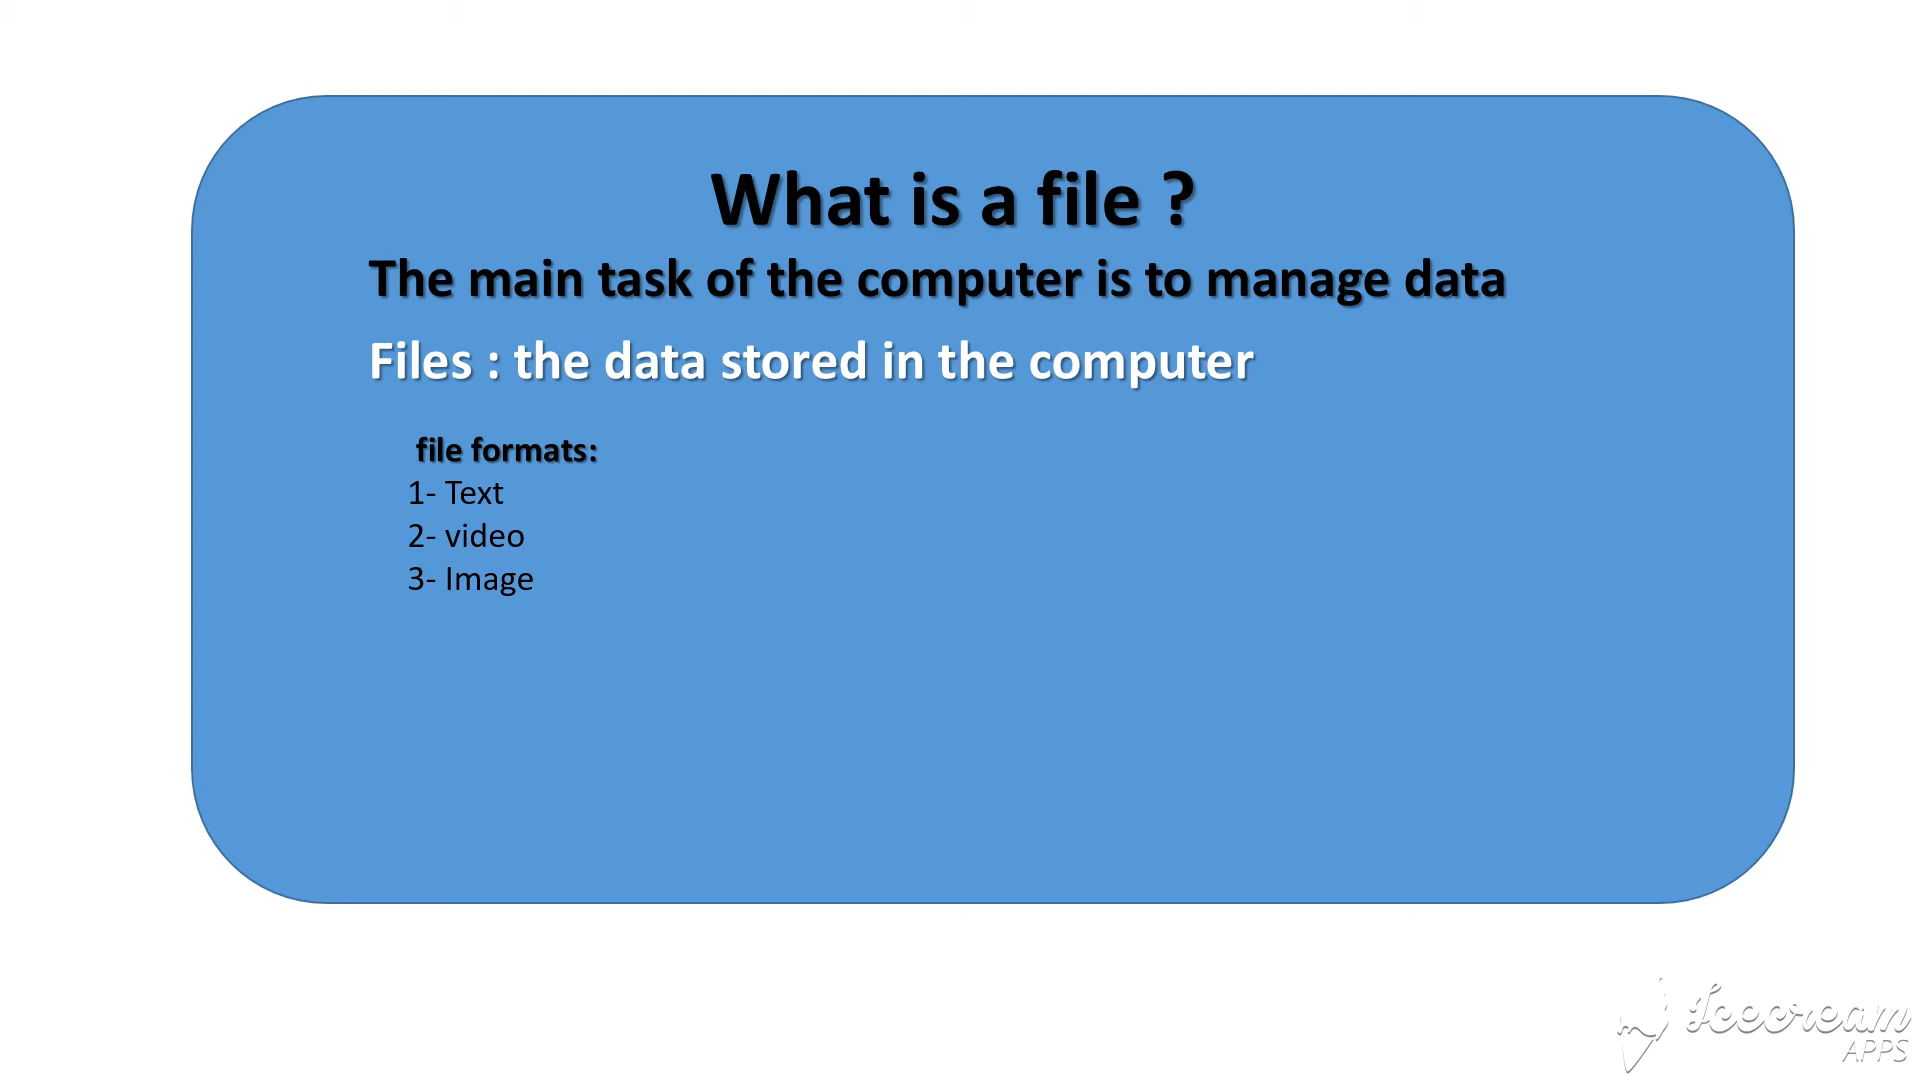 What is a file ?
The main task of the computer is to manage data
Files : the data stored in the computer
file formats:
1- Text
2- video
3- Image
Icecream
APPS